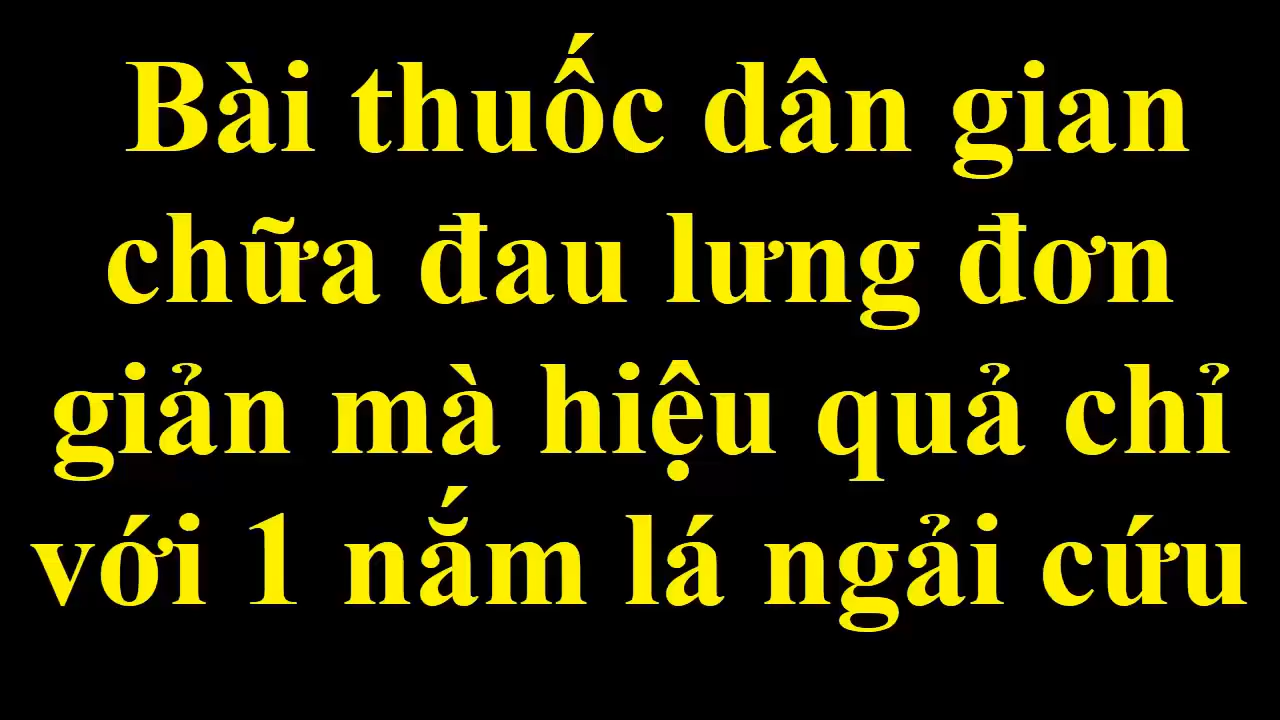 Bài thuốc dân gian
chữa đau lưng đơn
giản mà hiệu quả chỉ
với 1 nắm lá ngải cứu